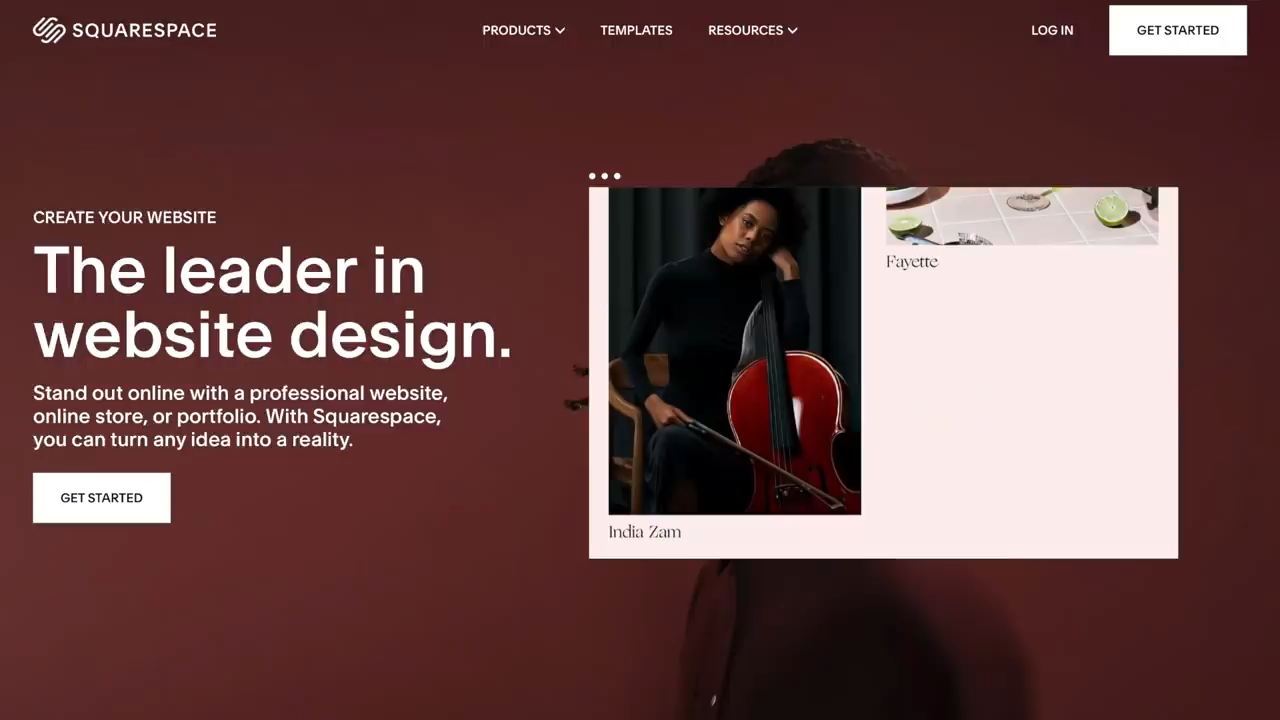 SQUARESPACE
PRODUCTS
TEMPLATES
RESOURCES
LOG IN
GET STARTED
CREATE YOUR WEBSITE
The leader in
website design.
Stand out online with a professional website,
online store, or portfolio. With Squarespace,
you can turn any idea into a reality.
GET STARTED
Fayette
India Zam